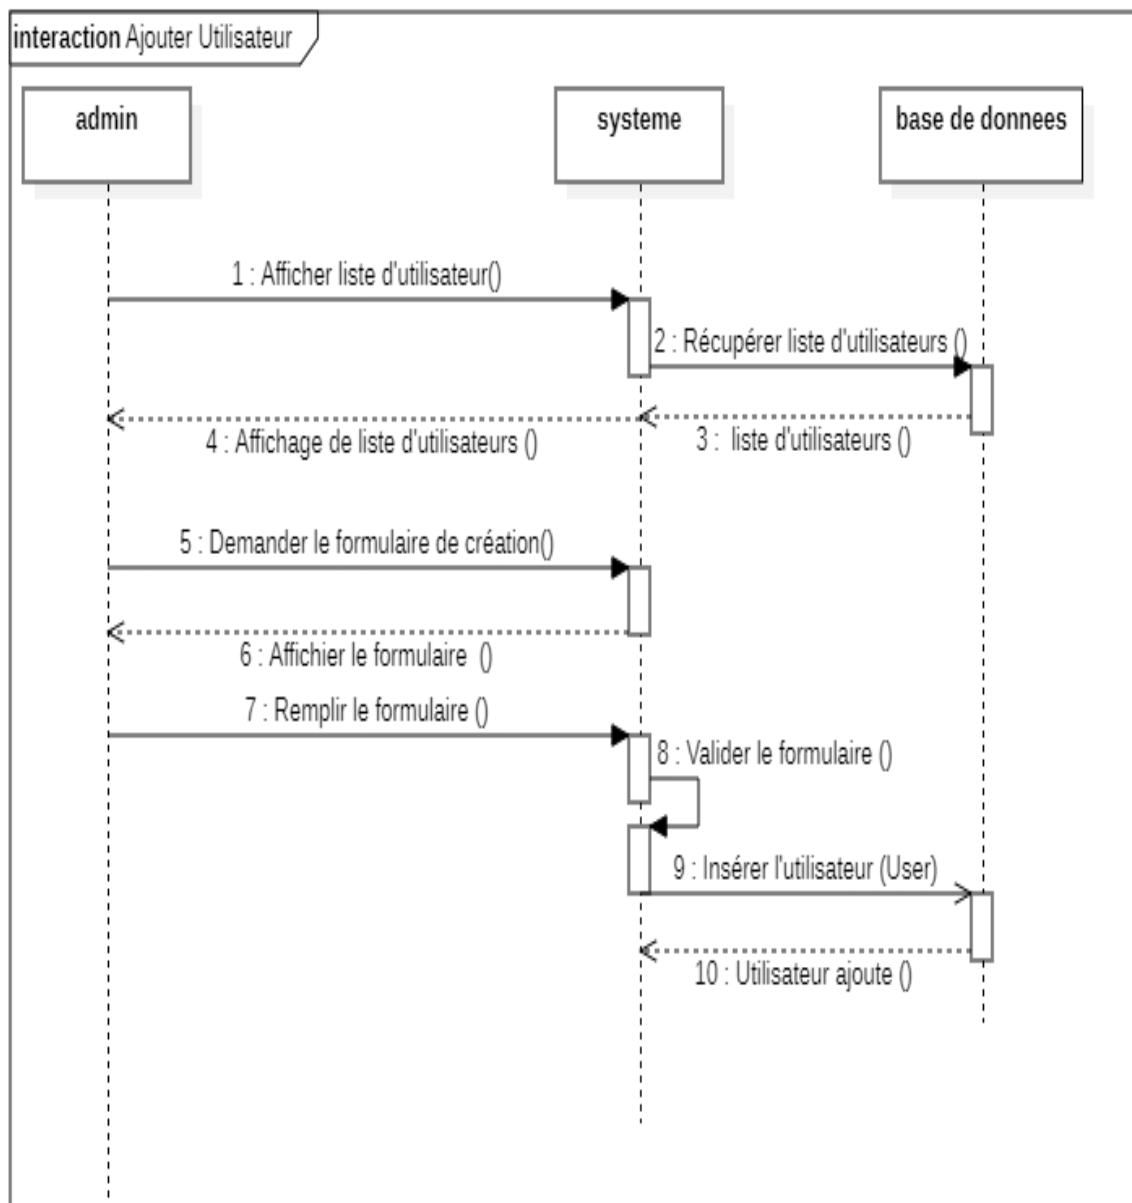 interaction Ajouter Utilisateur
admin
systeme
base de donnees
1 : Afficher liste d'utilisateur()
2 : Récupérer liste d'utilisateurs ()
3 :  liste d'utilisateurs ()
4 : Affichage de liste d'utilisateurs ()
5 : Demander le formulaire de création()
6 : Affichier le formulaire  ()
7 : Remplir le formulaire ()
8 : Valider le formulaire ()
9 : Insérer l'utilisateur (User)
10 : Utilisateur ajoute ()